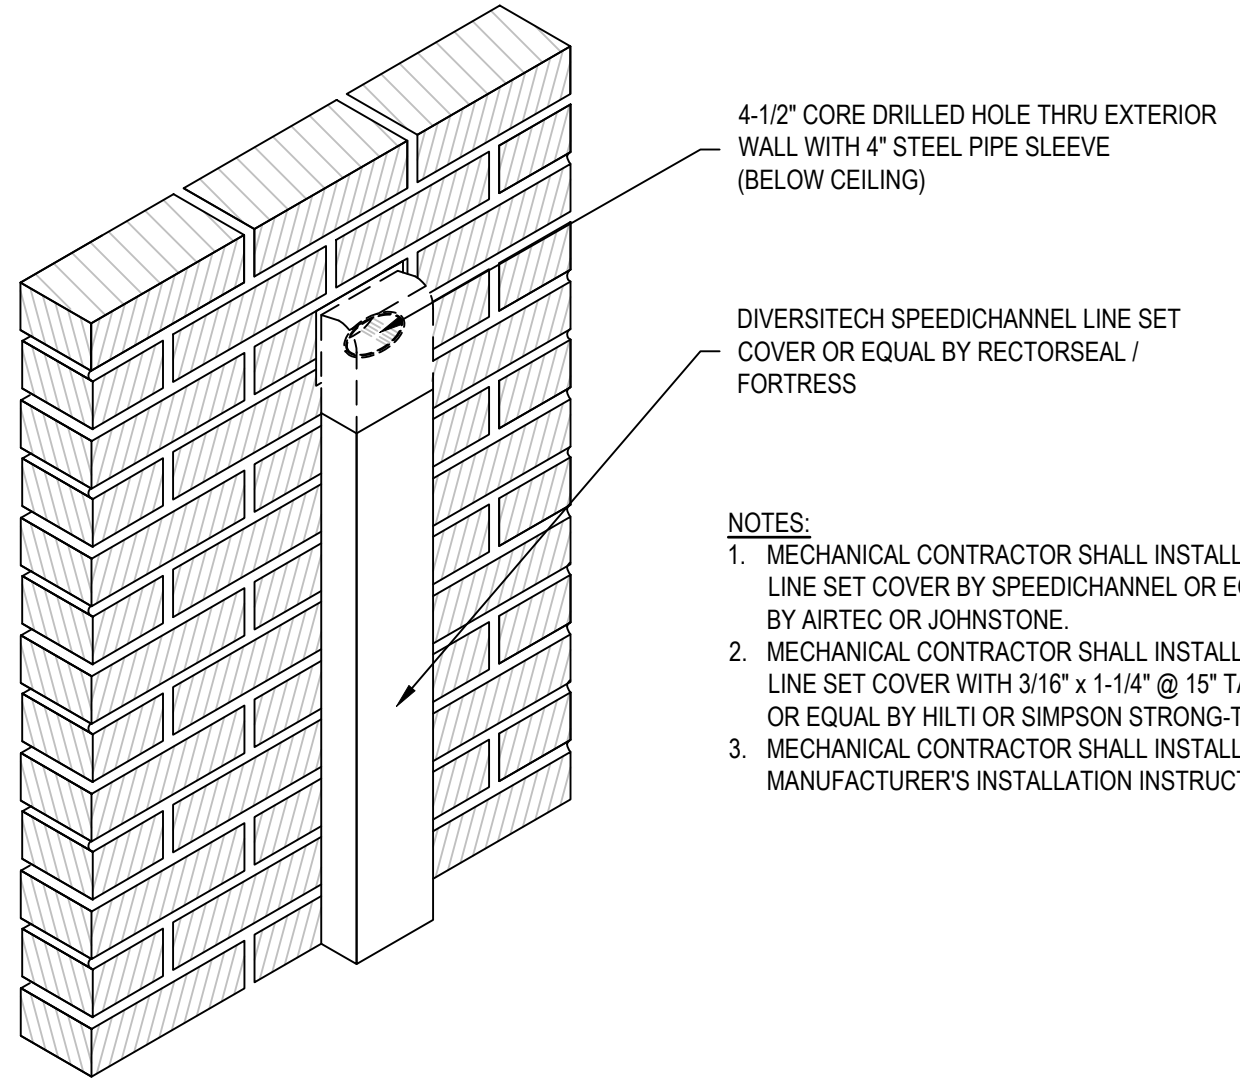 4-1/2" CORE DRILLED HOLE THRU EXTERIOR
WALL WITH 4" STEEL PIPE SLEEVE
(BELOW CEILING)
DIVERSITECH SPEEDICHANNEL LINE SET
COVER OR EQUAL BY RECTORSEAL /
FORTRESS
NOTES:
1. MECHANICAL CONTRACTOR SHALL INSTALL
LINE SET COVER BY SPEEDICHANNEL OR
BY AIRTEC OR JOHNSTONE.
2. MECHANICAL CONTRACTOR SHALL INSTALL
LINE SET COVER WITH 3/16" x 1-1/4" @ 15"
OR EQUAL BY HILTI OR SIMPSON
3. MECHANICAL CONTRACTOR SHALL INSTALL
MANUFACTURER'S INSTALLATION